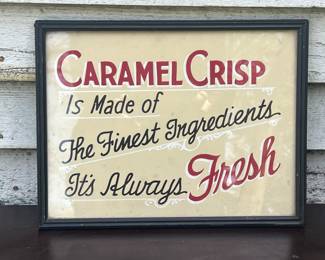 CARAMEL CRISP
Is Made of
The Finest Ingredients
It's Always Fresh